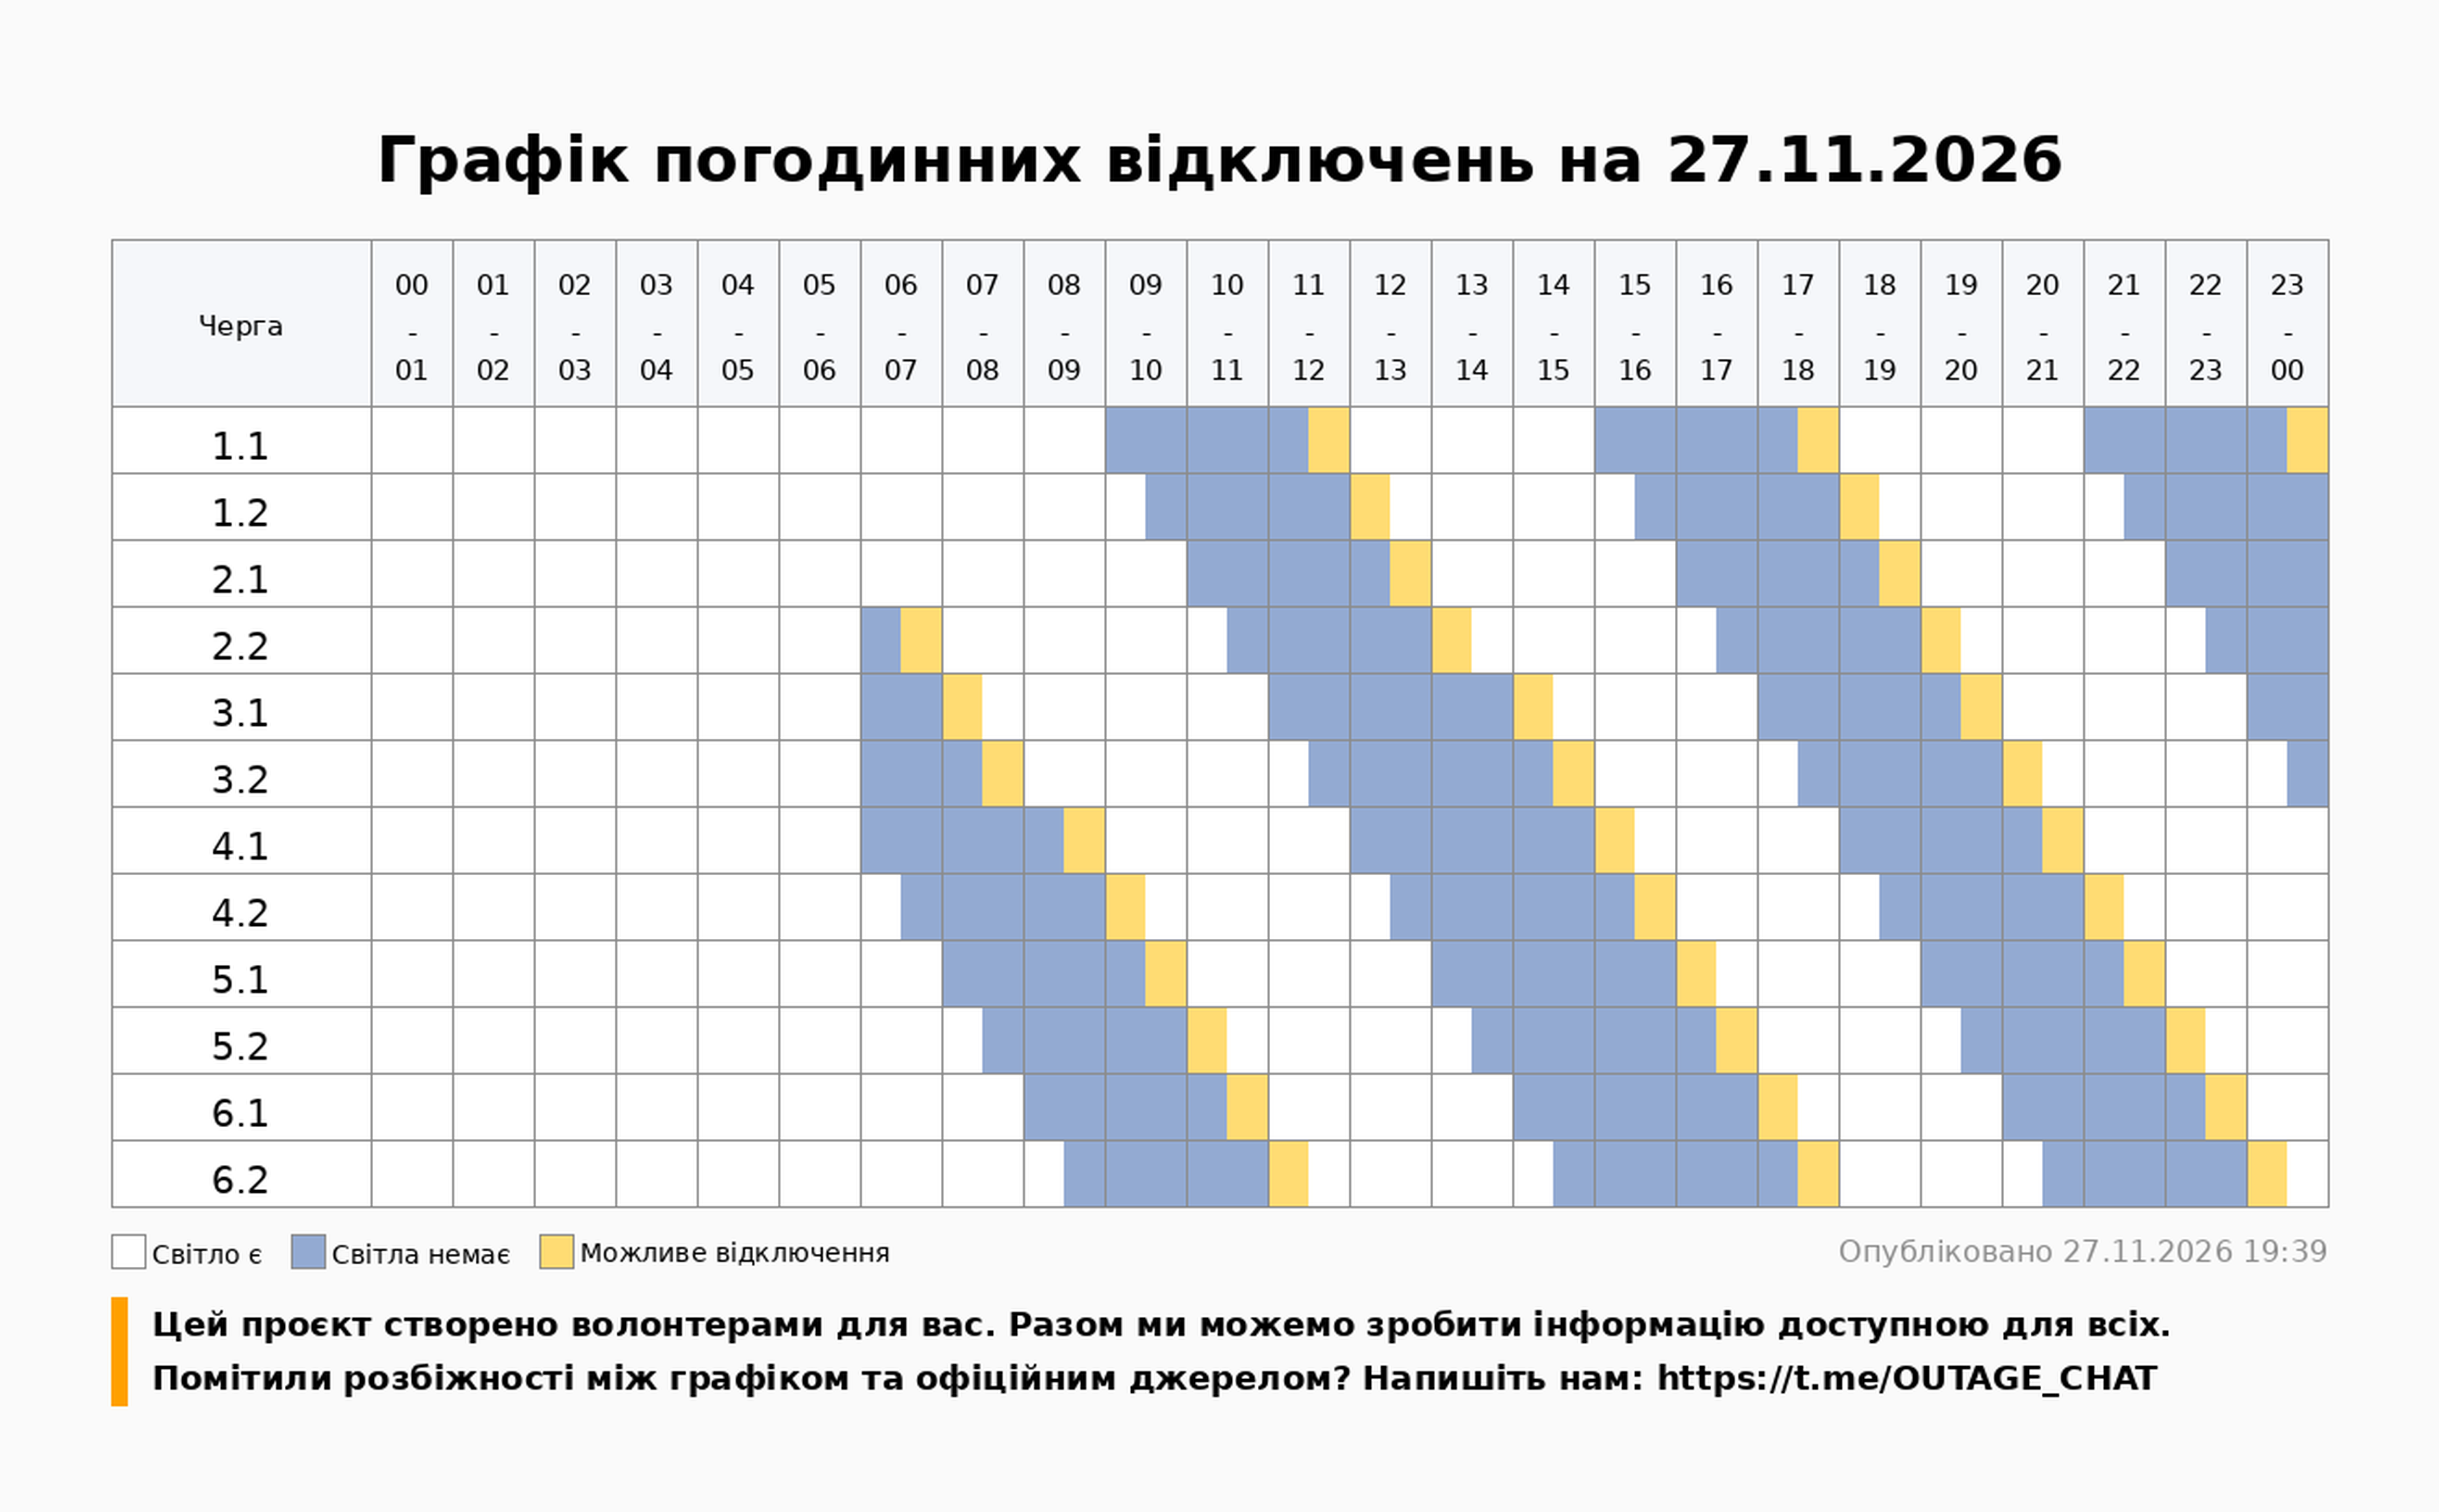 Графік погодинних відключень на 27.11.2026
Черга
00 - 01
01 - 02
02 - 03
03 - 04
04 - 05
05 - 06
06 - 07
07 - 08
08 - 09
09 - 10
10 - 11
11 - 12
12 - 13
13 - 14
14 - 15
15 - 16
16 - 17
17 - 18
18 - 19
19 - 20
20 - 21
21 - 22
22 - 23
23 - 00
1.1
1.2
2.1
2.2
3.1
3.2
4.1
4.2
5.1
5.2
6.1
6.2
Світло є
Світла немає
Можливе відключення
Опубліковано 27.11.2026 19:39
Цей проєкт створено волонтерами для вас. Разом ми можемо зробити інформацію доступною для всіх.
Помітили розбіжності між графіком та офіційним джерелом? Напишіть нам: https://t.me/OUTAGE_CHAT